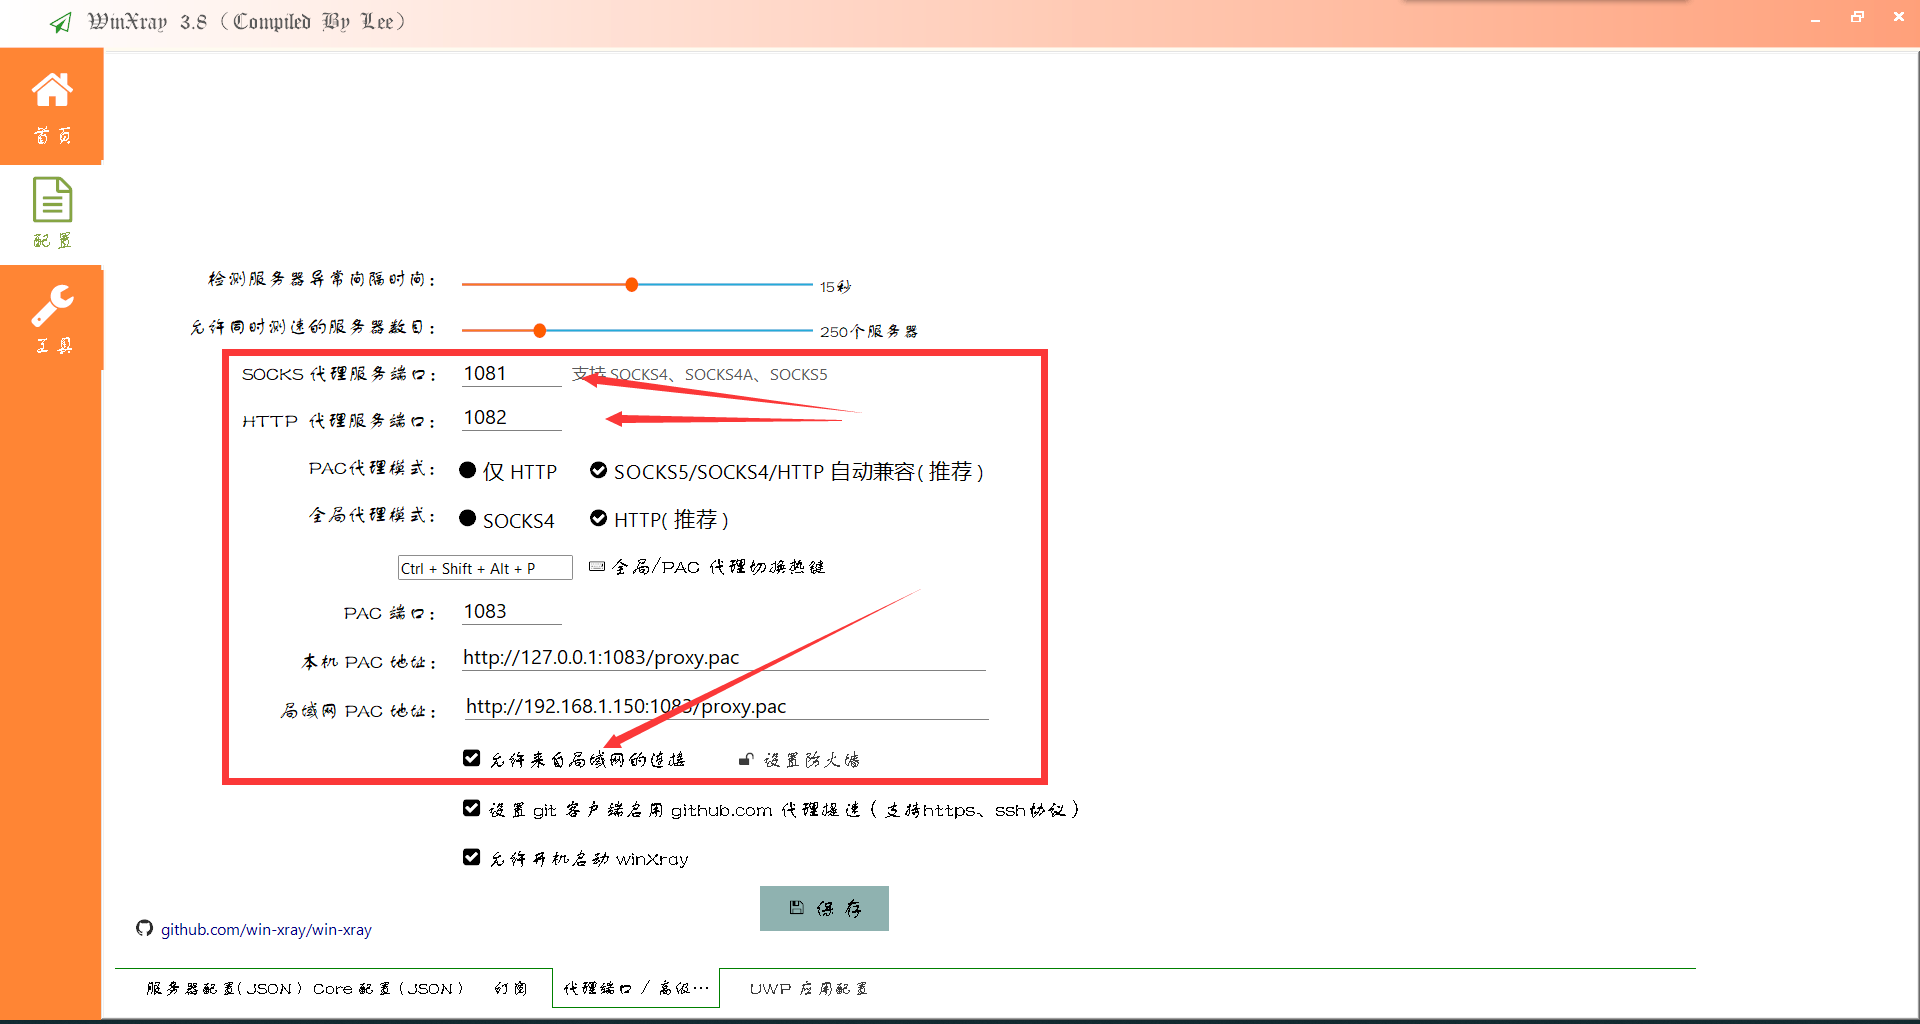 WinXray 3.8（Compiled By Lee）
首页
配置
工具
检测服务器异常间隔时间：
15秒
允许同时测速的服务器数目：
250个服务器
SOCKS 代理服务端口：
1081
支持 SOCKS4、SOCKS4A、SOCKS5
HTTP 代理服务端口：
1082
PAC代理模式：
仅 HTTP
SOCKS5/SOCKS4/HTTP 自动兼容( 推荐 )
全局代理模式：
SOCKS4
HTTP( 推荐 )
Ctrl + Shift + Alt + P
全局/PAC 代理切换热键
PAC 端口：
1083
本机 PAC 地址：
http://127.0.0.1:1083/proxy.pac
局域网 PAC 地址：
http://192.168.1.150:1083/proxy.pac
允许来自局域网的连接
设置防火墙
设置 git 客户端启用 github.com 代理提速（支持https、ssh协议）
允许开机启动 winXray
保存
github.com/win-xray/win-xray
服务器配置(JSON)
Core 配置(JSON)
订阅
代理端口 / 高级···
UWP 应用配置